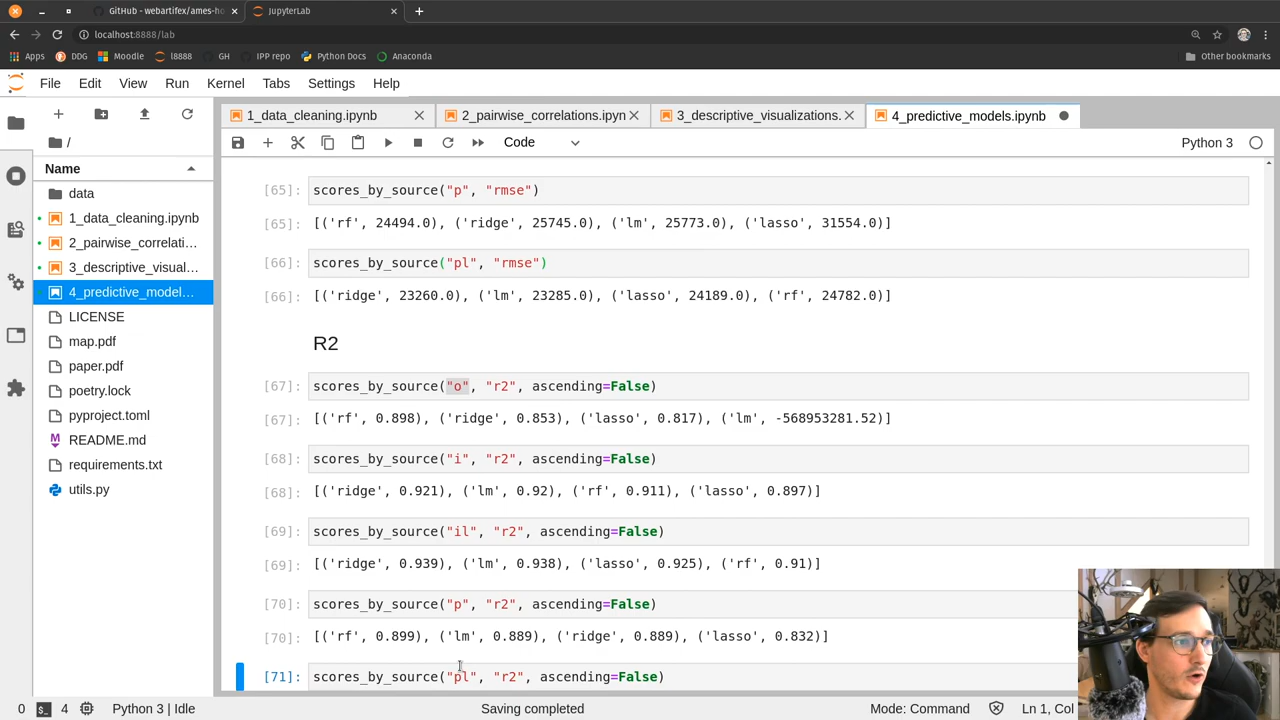 GitHub - webartifex/ames-ho
JupyterLab
localhost:8888/lab
Apps
DDG
Moodle
l8888
GH
IPP repo
Python Docs
Anaconda
Other bookmarks
File
Edit
View
Run
Kernel
Tabs
Settings
Help
1_data_cleaning.ipynb
2_pairwise_correlations.ipyn
3_descriptive_visualizations.
4_predictive_models.ipynb
Code
Python 3
/
Name
data
1_data_cleaning.ipynb
2_pairwise_correlati...
3_descriptive_visual...
4_predictive_model...
LICENSE
map.pdf
paper.pdf
poetry.lock
pyproject.toml
README.md
requirements.txt
utils.py
[65]: scores_by_source("p", "rmse")
[65]: [('rf', 24494.0), ('ridge', 25745.0), ('lm', 25773.0), ('lasso', 31554.0)]
[66]: scores_by_source("pl", "rmse")
[66]: [('ridge', 23260.0), ('lm', 23285.0), ('lasso', 24189.0), ('rf', 24782.0)]
R2
[67]: scores_by_source("o", "r2", ascending=False)
[67]: [('rf', 0.898), ('ridge', 0.853), ('lasso', 0.817), ('lm', -568953281.52)]
[68]: scores_by_source("i", "r2", ascending=False)
[68]: [('ridge', 0.921), ('lm', 0.92), ('rf', 0.911), ('lasso', 0.897)]
[69]: scores_by_source("il", "r2", ascending=False)
[69]: [('ridge', 0.939), ('lm', 0.938), ('lasso', 0.925), ('rf', 0.91)]
[70]: scores_by_source("p", "r2", ascending=False)
[70]: [('rf', 0.899), ('lm', 0.889), ('ridge', 0.889), ('lasso', 0.832)]
[71]: scores_by_source("pl", "r2", ascending=False)
0
4
Python 3 | Idle
Saving completed
Mode: Command
Ln 1, Col